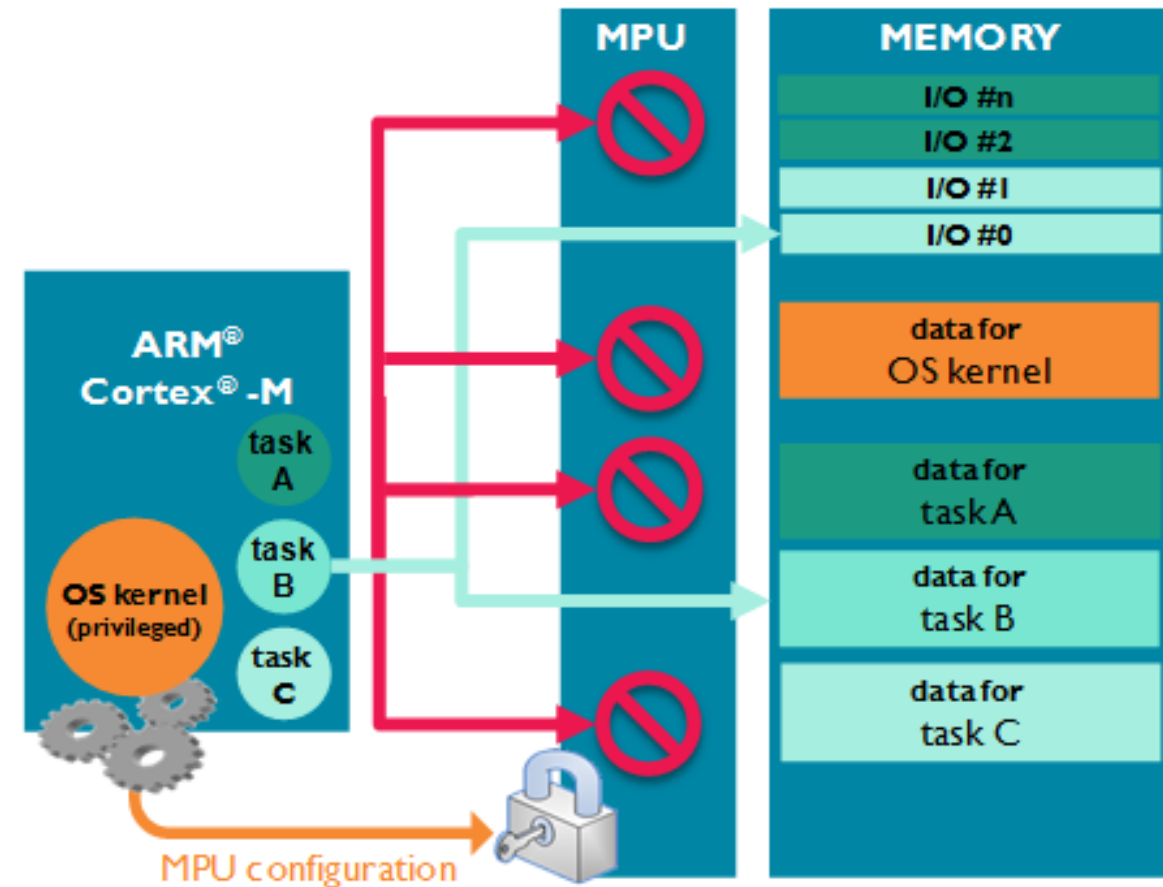 MPU
MEMORY
I/O #n
I/O #2
I/O #1
I/O #0
data for
OS kernel
data for
task A
data for
task B
data for
task C
ARM®
Cortex® -M
task
A
task
B
task
C
OS kernel
(privileged)
MPU configuration